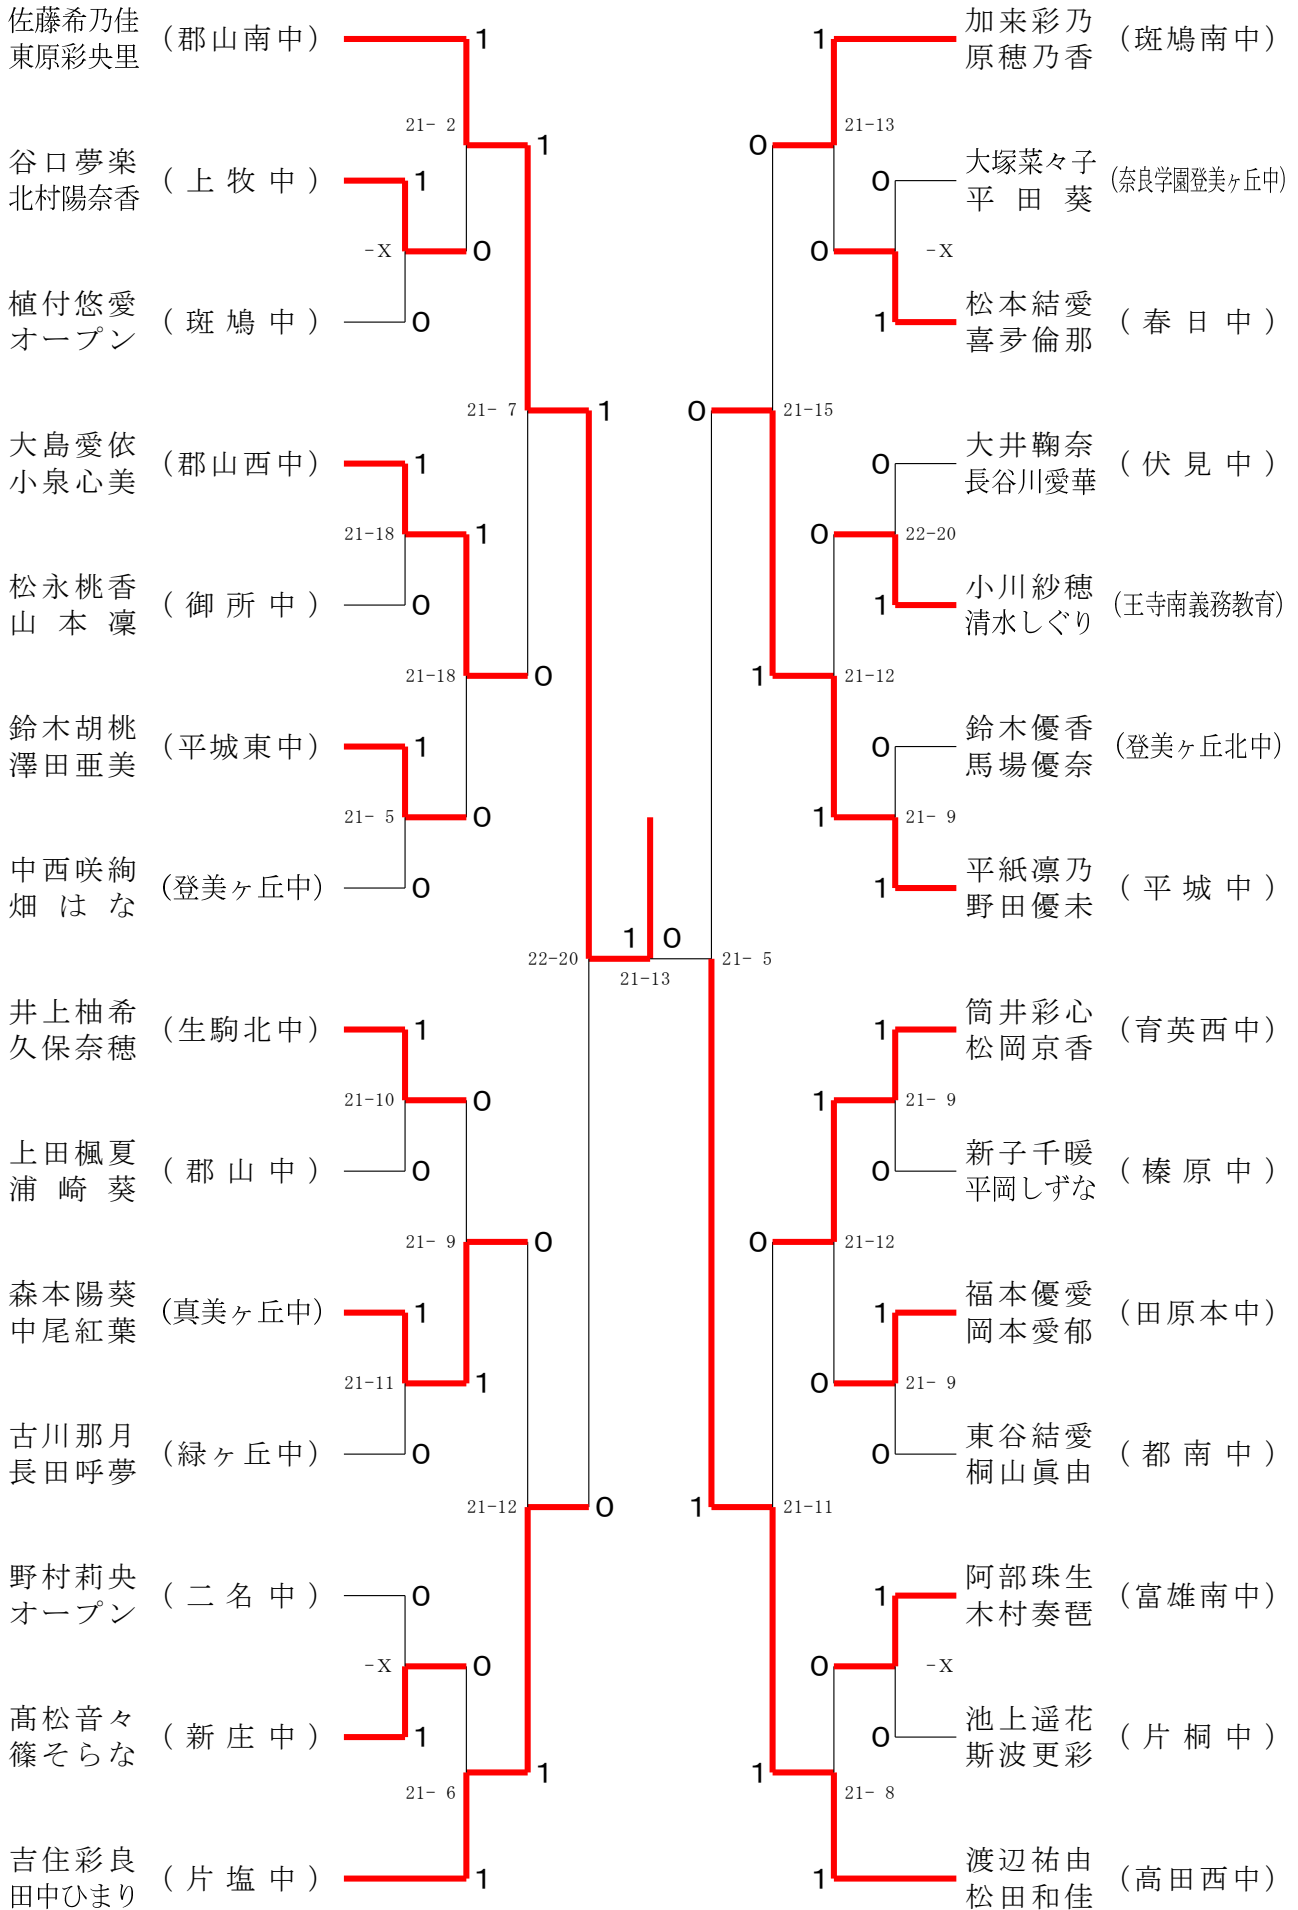 佐藤希乃佳
東原彩央里
(郡山南中)
1
21- 2
1
谷口夢楽
北村陽奈香
(上牧中)
1
-X
0
植付悠愛
オープン
(斑鳩中)
0
21- 7
1
大島愛依
小泉心美
(郡山西中)
1
21-18
1
松永桃香
山本凜
(御所中)
0
21-18
0
鈴木胡桃
澤田亜美
(平城東中)
1
21- 5
0
中西咲絢
畑はな
(登美ヶ丘中)
0
22-20
1
0
21-13
井上柚希
久保奈穂
(生駒北中)
1
21-10
0
上田楓夏
浦崎葵
(郡山中)
0
21- 9
0
森本陽葵
中尾紅葉
(真美ヶ丘中)
1
21-11
1
古川那月
長田呼夢
(緑ヶ丘中)
0
21-12
0
野村莉央
オープン
(二名中)
0
-X
0
髙松音々
篠そらな
(新庄中)
1
21- 6
1
吉住彩良
田中ひまり
(片塩中)
1
1
加来彩乃
原穂乃香
(斑鳩南中)
0
21-13
0
大塚菜々子
平田葵
(奈良学園登美ヶ丘中)
0
-X
1
松本結愛
喜夛倫那
(春日中)
0
21-15
0
大井鞠奈
長谷川愛華
(伏見中)
0
22-20
1
小川紗穂
清水しぐり
(王寺南義務教育)
1
21-12
0
鈴木優香
馬場優奈
(登美ヶ丘北中)
1
21- 9
1
平紙凛乃
野田優未
(平城中)
21- 5
1
筒井彩心
松岡京香
(育英西中)
1
21- 9
0
新子千暖
平岡しずな
(榛原中)
0
21-12
1
福本優愛
岡本愛郁
(田原本中)
0
21- 9
0
東谷結愛
桐山眞由
(都南中)
1
21-11
1
阿部珠生
木村奏琶
(富雄南中)
0
-X
0
池上遥花
斯波更彩
(片桐中)
1
21- 8
1
渡辺祐由
松田和佳
(高田西中)